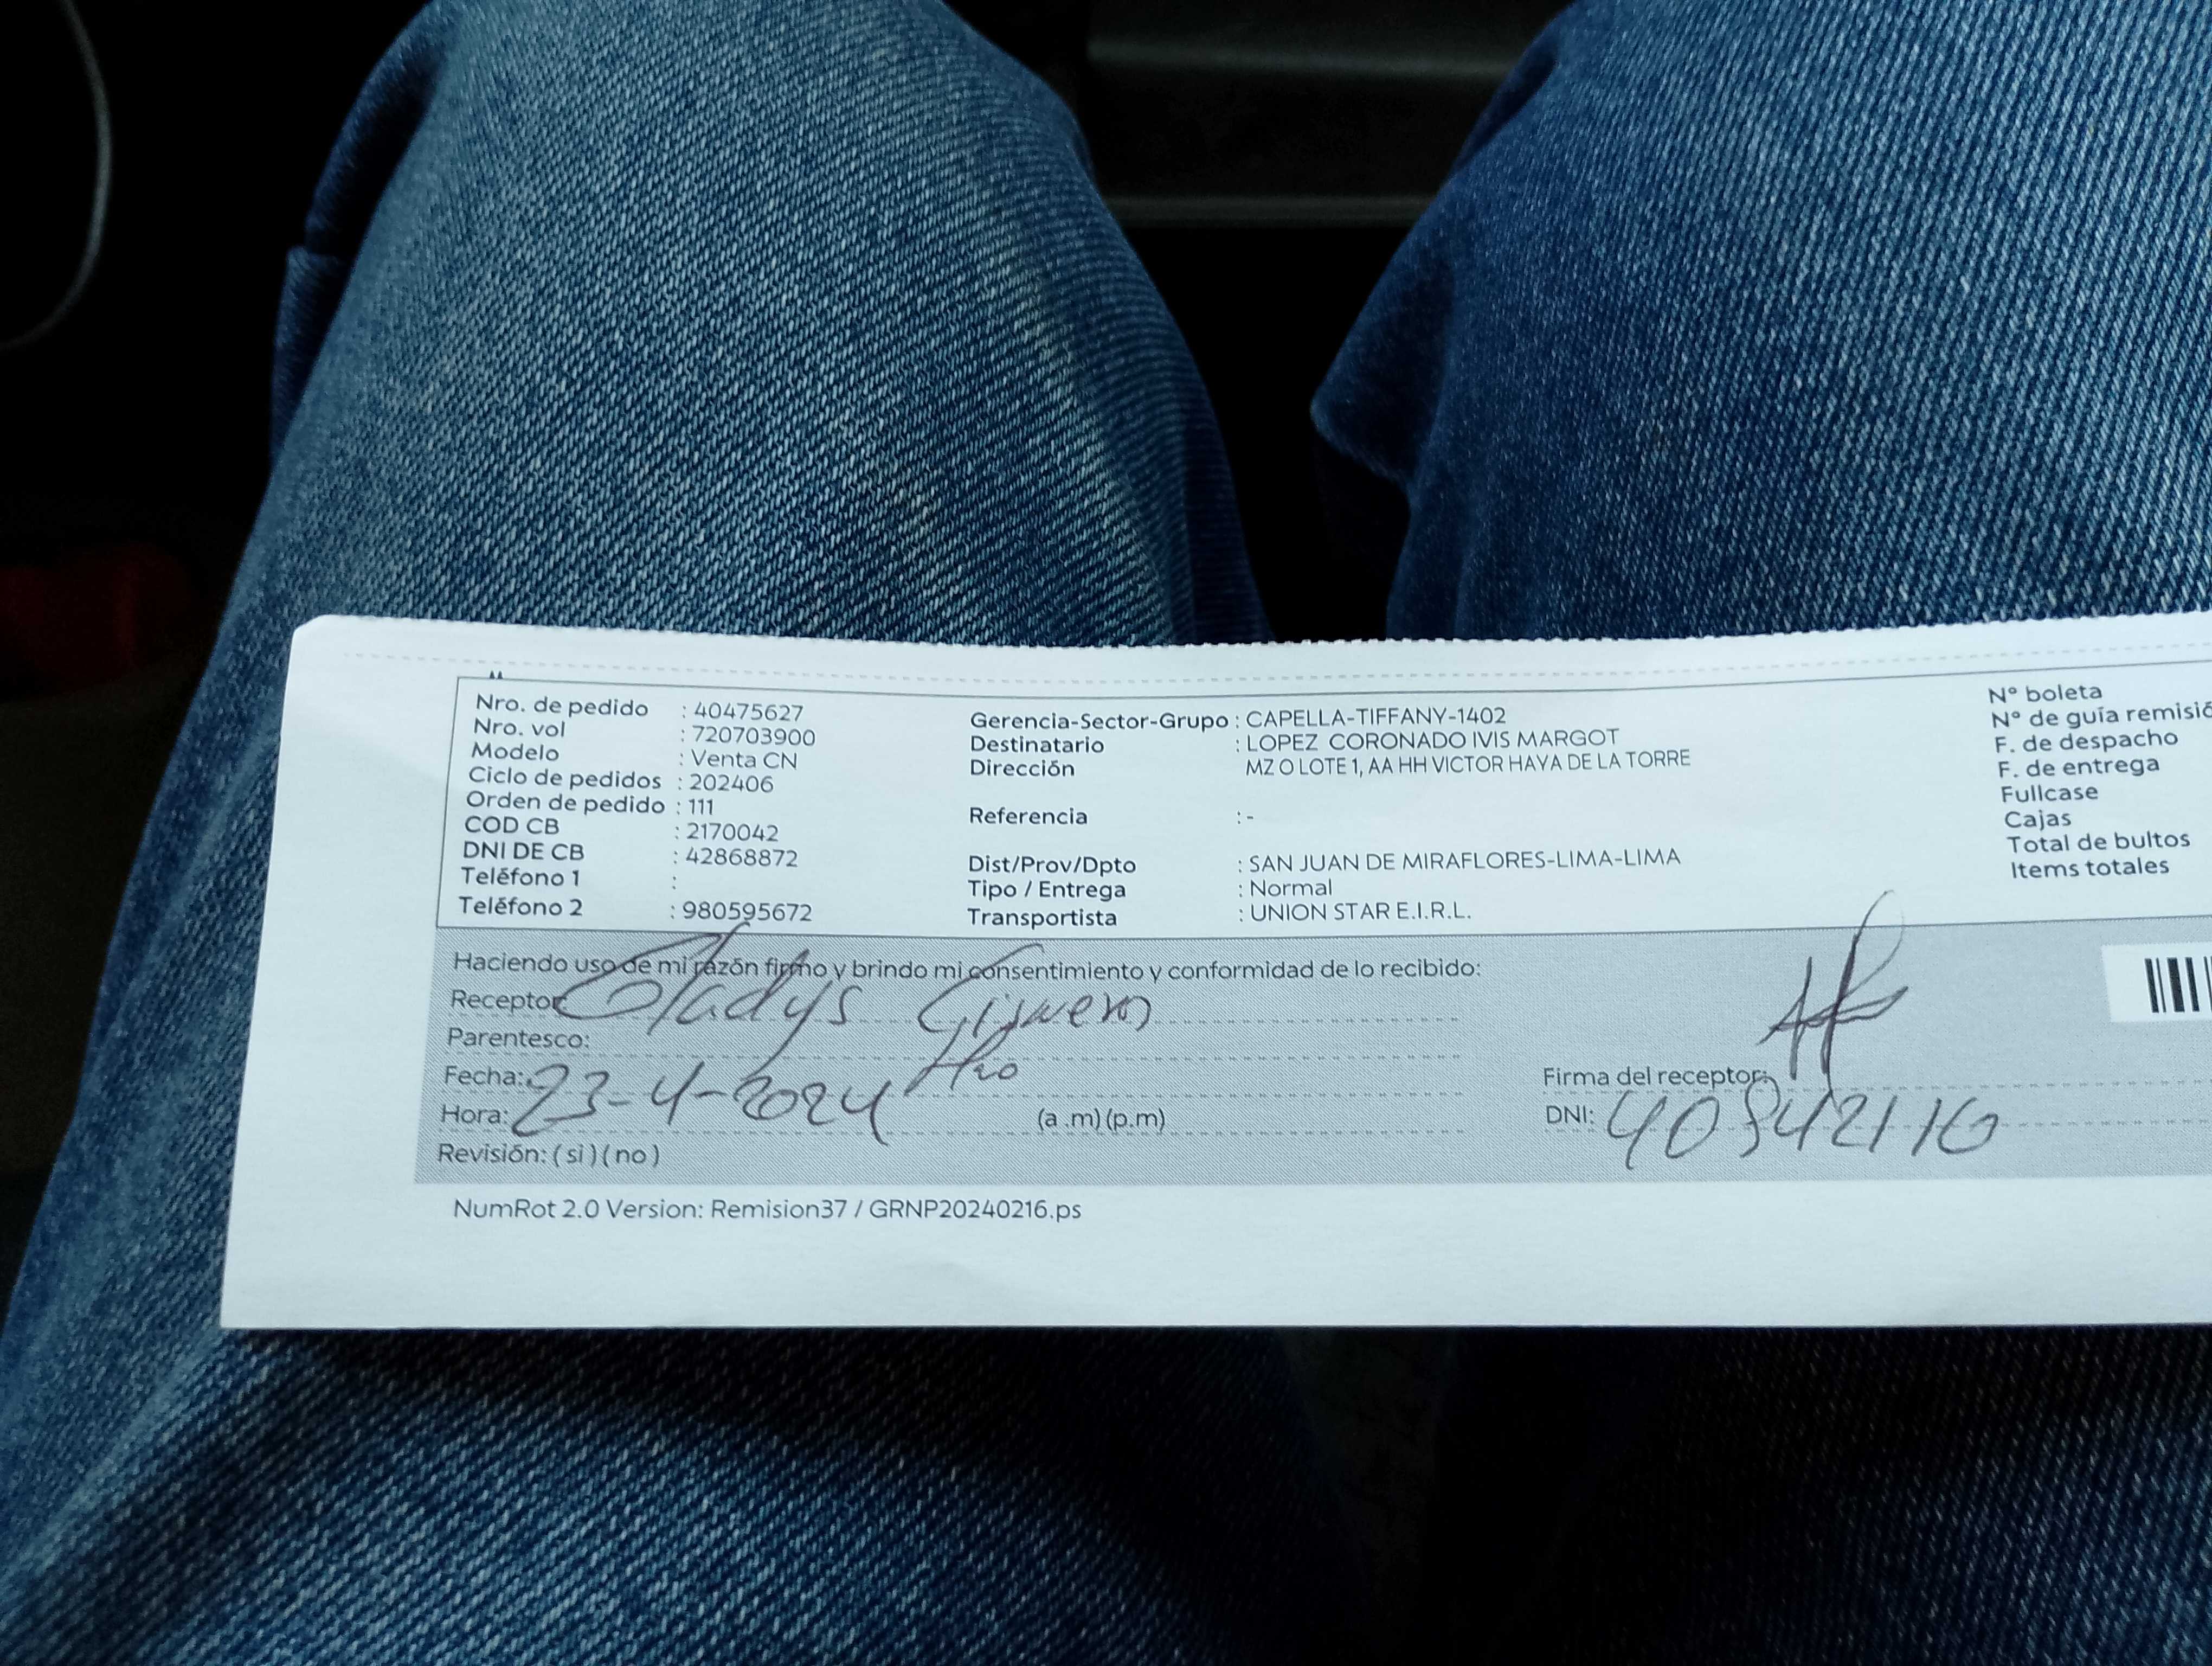 Nro. de pedido : 40475627
Nro. vol : 720703900
Modelo : Venta CN
Ciclo de pedidos : 202406
Orden de pedido : 111
COD CB : 2170042
DNI DE CB : 42868872
Teléfono 1 :
Teléfono 2 : 980595672
Gerencia-Sector-Grupo : CAPELLA-TIFFANY-1402
Destinatario : LOPEZ CORONADO IVIS MARGOT
Dirección MZ O LOTE 1, AA HH VICTOR HAYA DE LA TORRE
Referencia : -
Dist/Prov/Dpto : SAN JUAN DE MIRAFLORES-LIMA-LIMA
Tipo / Entrega : Normal
Transportista : UNION STAR E.I.R.L.
N° boleta
N° de guía remisió
F. de despacho
F. de entrega
Fullcase
Cajas
Total de bultos
Items totales
Haciendo uso de mi razón firmo y brindo mi consentimiento y conformidad de lo recibido:
Receptor: Gladys
Parentesco:
Fecha: 23-4-2024
Hora: (a .m) (p.m)
Revisión: ( si ) ( no )
Firma del receptor:
DNI:
NumRot 2.0 Version: Remision37 / GRNP20240216.ps